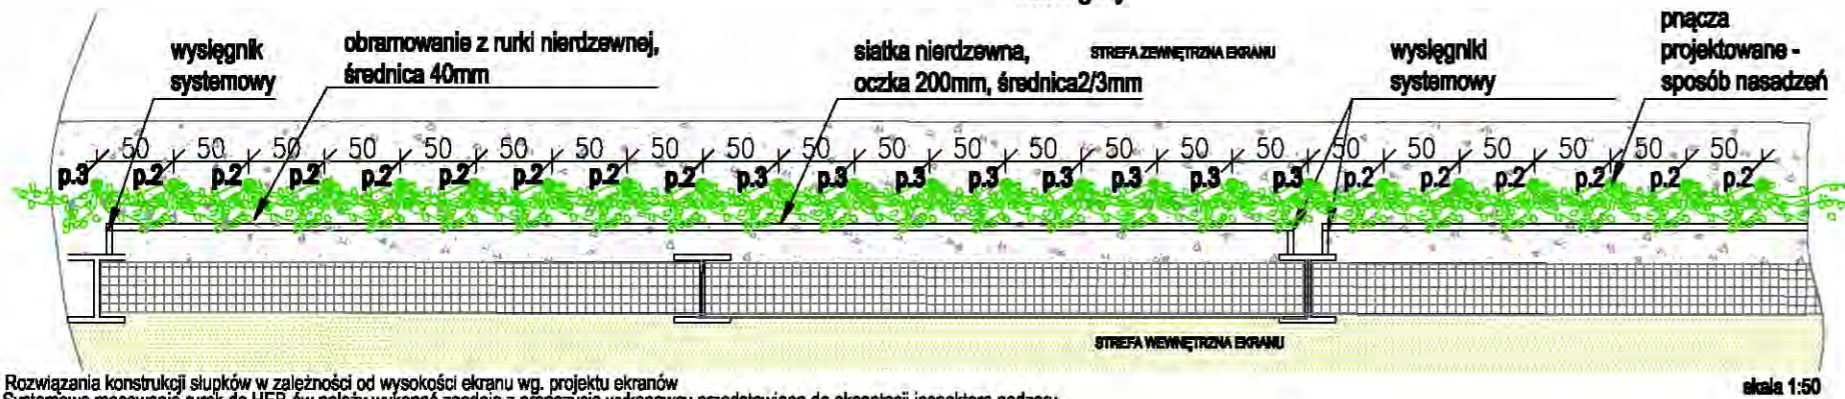 wysięgnik
systemowy
obramowanie z rurki nierdzewnej,
średnica 40mm
siatka nierdzewna,
oczka 200mm, średnica2/3mm
STREFA ZEWNĘTRZNA EKRANU
wysięgniki
systemowy
pnącza
projektowane -
sposób nasadzeń
50 50 50 50 50 50 50 50 50 50 50 50 50 50 50 50 50 50 50 50 50 50
p.3 p.2 p.2 p.2 p.2 p.2 p.2 p.2 p.2 p.3 p.3 p.3 p.3 p.3 p.3 p.3 p.3 p.2 p.2 p.2 p.2 p.2 p.2
STREFA WEWNĘTRZNA EKRANU
Rozwiązania konstrukcji słupków w zależności od wysokości ekranu wg. projektu ekranów
skala 1:50